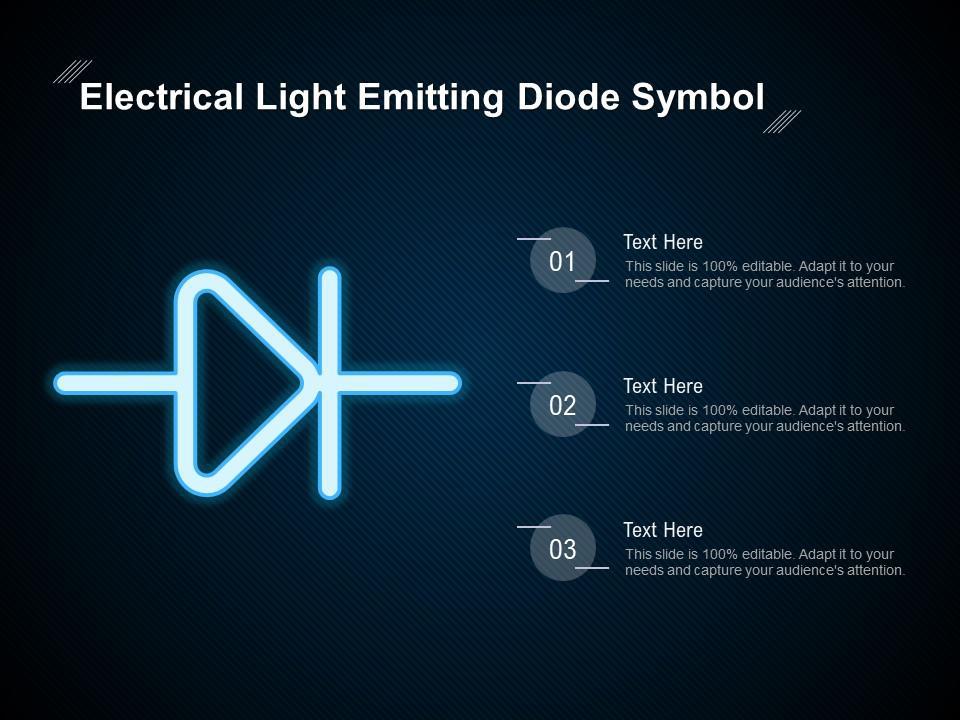 Electrical Light Emitting Diode Symbol
01
Text Here
This slide is 100% editable. Adapt it to your
needs and capture your audience's attention.
02
Text Here
This slide is 100% editable. Adapt it to your
needs and capture your audience's attention.
03
Text Here
This slide is 100% editable. Adapt it to your
needs and capture your audience's attention.